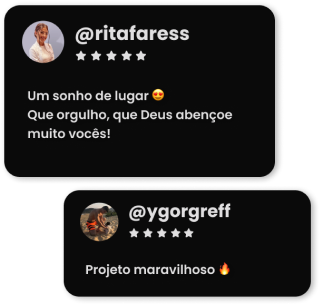 @ritafaress
Um sonho de lugar 😍
Que orgulho, que Deus abençoe
muito vocês!
@ygorgreff
Projeto maravilhoso 🔥